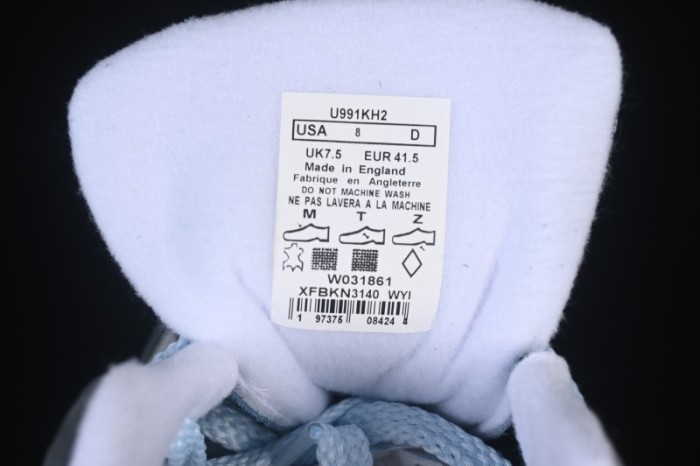 U991KH2
USA 8 D
UK7.5 EUR 41.5
Made in England
Fabrique en Angleterre
DO NOT MACHINE WASH
NE PAS LAVERA A LA MACHINE
M T Z
W031861
XFBKN3140 WYI
1 97375 08424 4